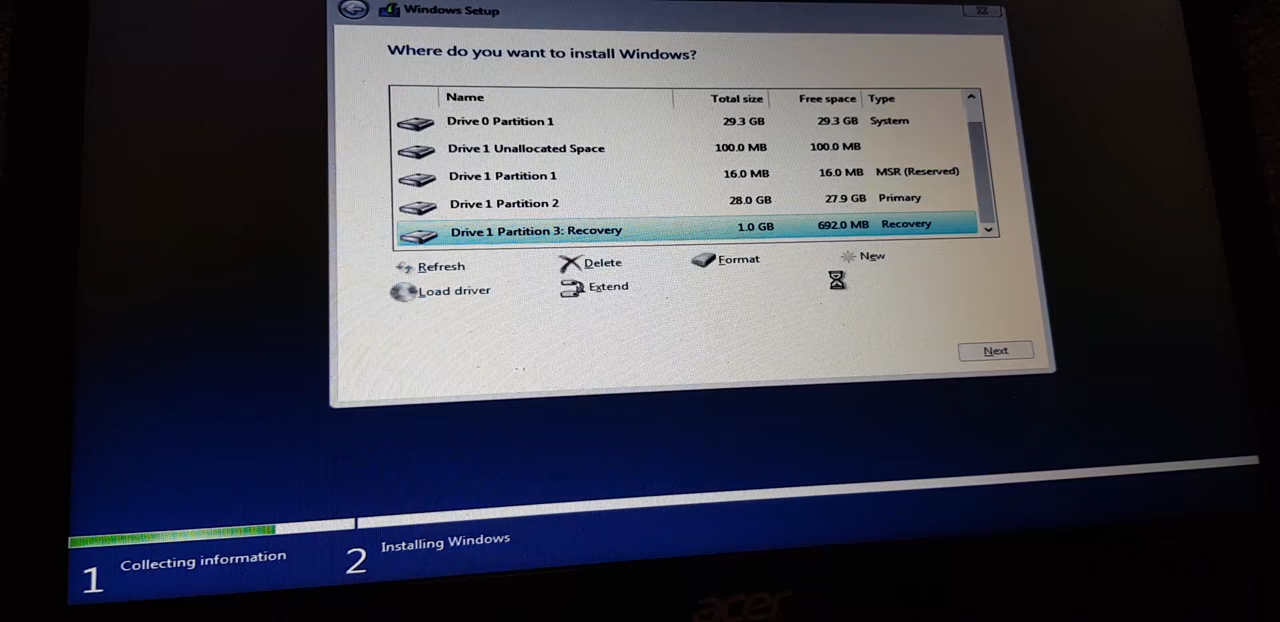 Windows Setup
Where do you want to install Windows?
Name Total size Free space Type
Drive 0 Partition 1 29.3 GB 29.3 GB System
Drive 1 Unallocated Space 100.0 MB 100.0 MB
Drive 1 Partition 1 16.0 MB 16.0 MB MSR (Reserved)
Drive 1 Partition 2 28.0 GB 27.9 GB Primary
Drive 1 Partition 3: Recovery 1.0 GB 692.0 MB Recovery
Refresh Delete Format New
Load driver Extend
Next
1 Collecting information 2 Installing Windows
acer